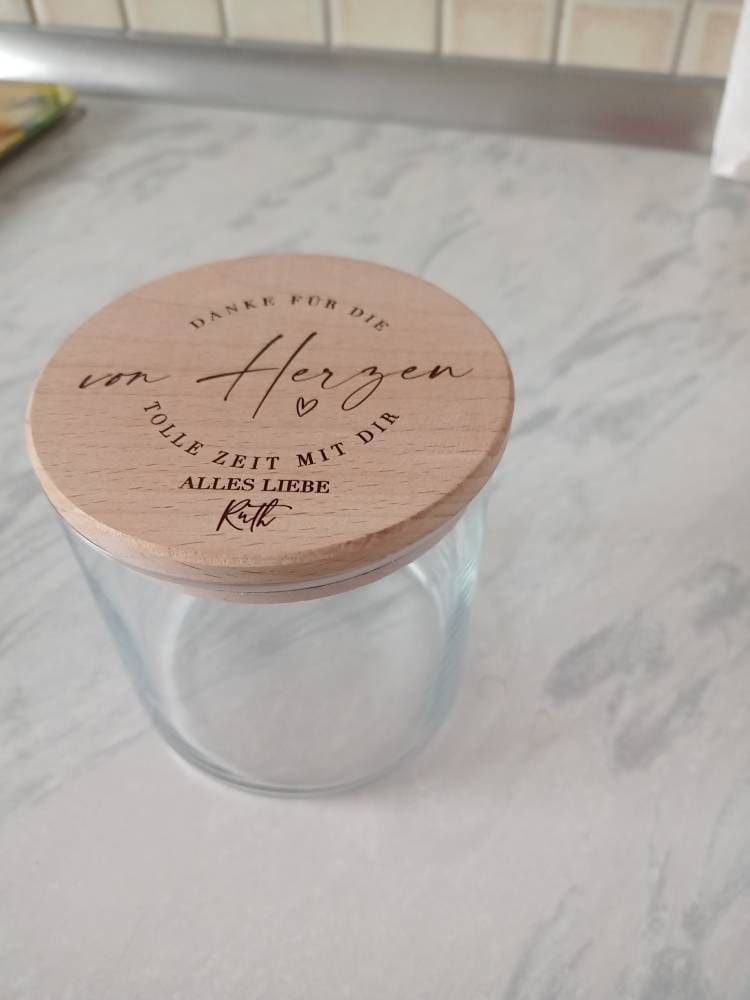 DANKE FÜR DIE
von Herzen
TOLLE ZEIT MIT DIR
ALLES LIEBE
Ruth